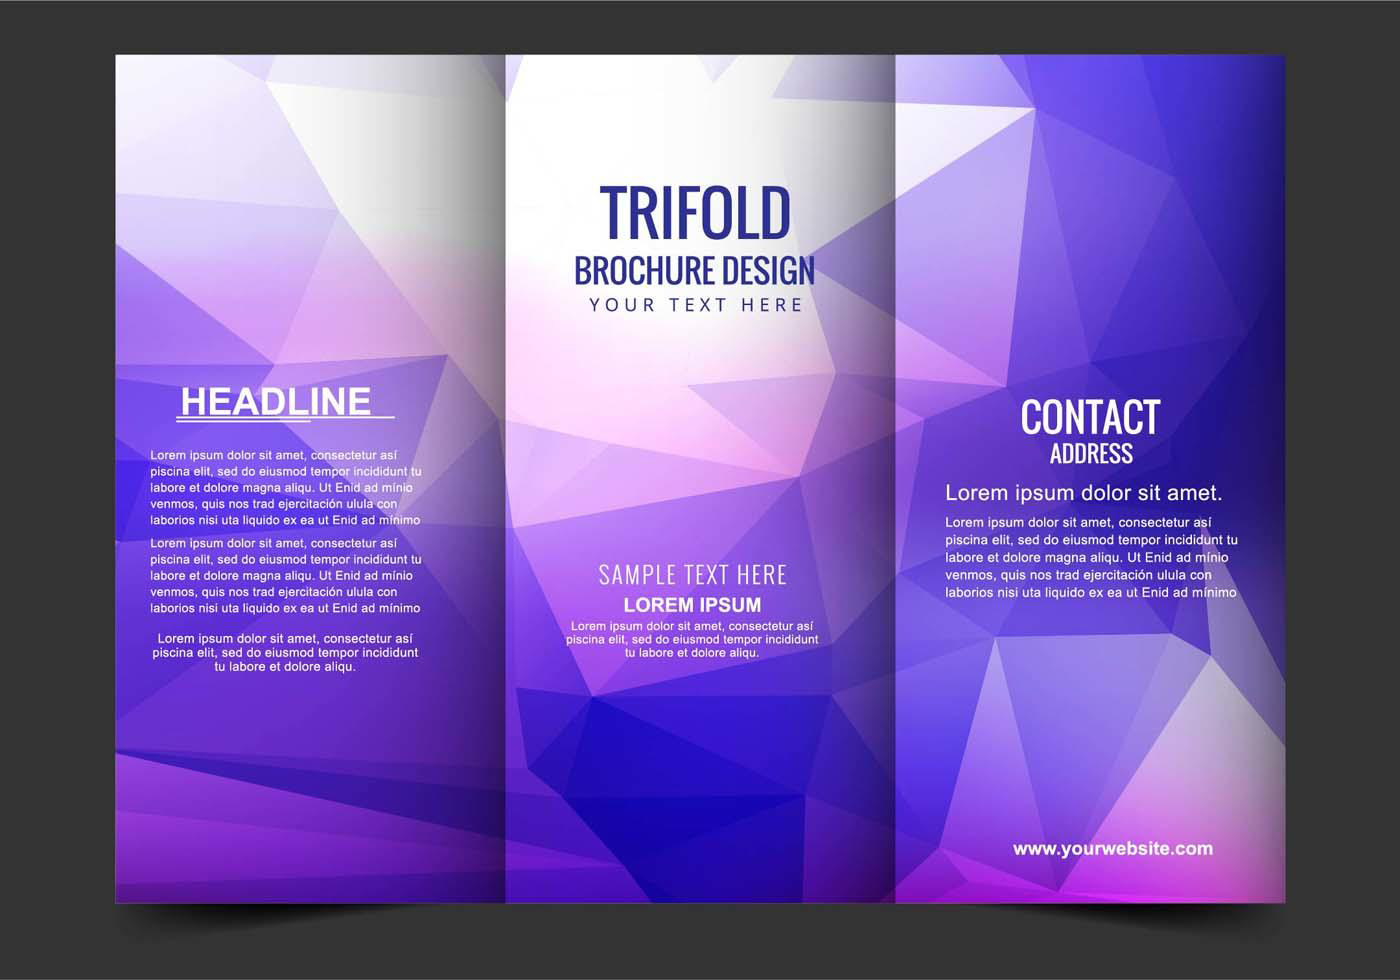 HEADLINE
Lorem ipsum dolor sit amet, consectetur así
piscina elit, sed do eiusmod tempor incididunt tu
labore et dolore magna aliqu. Ut Enid ad mínimo
venmos, quis nos trad ejercitación ulula con
laborios nisi uta liquido ex ea ut Enid ad mínimo
Lorem ipsum dolor sit amet, consectetur así
piscina elit, sed do eiusmod tempor incididunt tu
labore et dolore magna aliqu. Ut Enid ad mínimo
venmos, quis nos trad ejercitación ulula con
laborios nisi uta liquido ex ea ut Enid ad mínimo
Lorem ipsum dolor sit amet, consectetur así
piscina elit, sed do eiusmod tempor incididunt
tu labore et dolore aliqu.
TRIFOLD
BROCHURE DESIGN
YOUR TEXT HERE
SAMPLE TEXT HERE
LOREM IPSUM
Lorem ipsum dolor sit amet, consectetur así
piscina elit, sed do eiusmod tempor incididunt
tu labore et dolore aliqu.
CONTACT
ADDRESS
Lorem ipsum dolor sit amet.
Lorem ipsum dolor sit amet, consectetur así
piscina elit, sed do eiusmod tempor incididunt tu
labore et dolore magna aliqu. Ut Enid ad mínimo
venmos, quis nos trad ejercitación ulula con
laborios nisi uta liquido ex ea ut Enid ad mínimo
www.yourwebsite.com